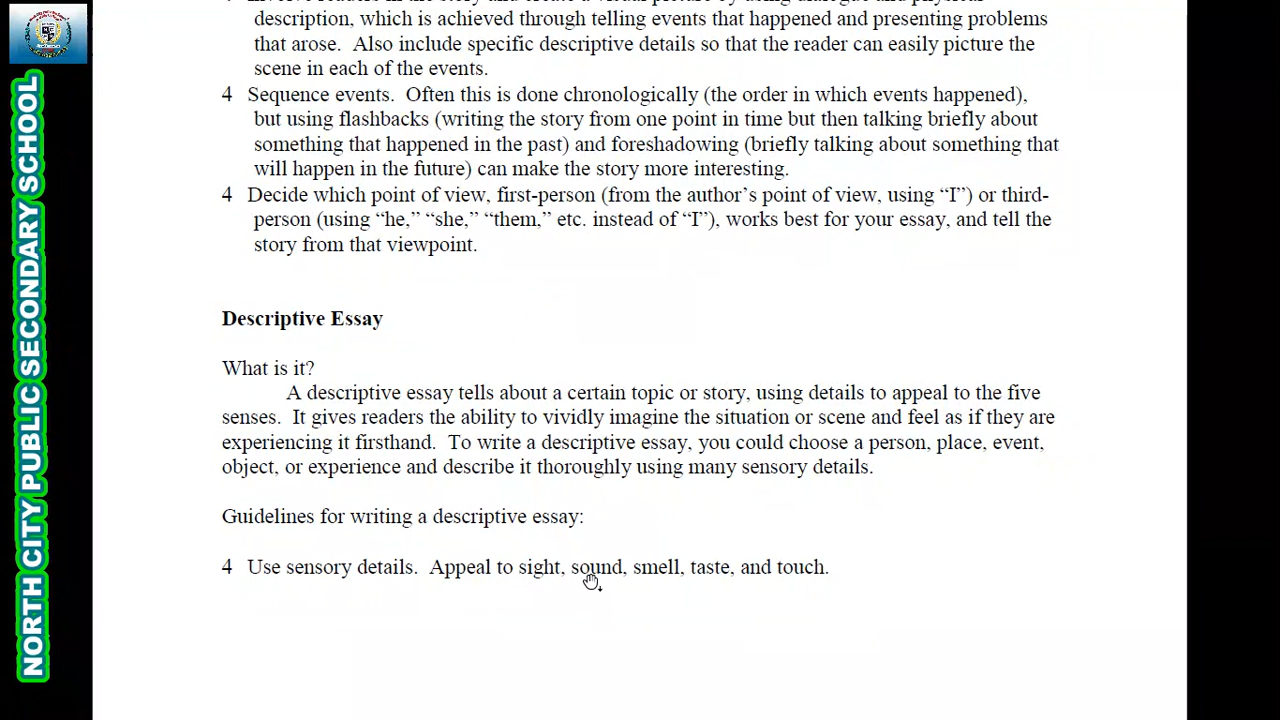 description, which is achieved through telling events that happened and presenting problems
that arose.  Also include specific descriptive details so that the reader can easily picture the
scene in each of the events.
4  Sequence events.  Often this is done chronologically (the order in which events happened),
but using flashbacks (writing the story from one point in time but then talking briefly about
something that happened in the past) and foreshadowing (briefly talking about something that
will happen in the future) can make the story more interesting.
4  Decide which point of view, first-person (from the author’s point of view, using “I”) or third-
person (using “he,” “she,” “them,” etc. instead of “I”), works best for your essay, and tell the
story from that viewpoint.
Descriptive Essay
What is it?
A descriptive essay tells about a certain topic or story, using details to appeal to the five
senses.  It gives readers the ability to vividly imagine the situation or scene and feel as if they are
experiencing it firsthand.  To write a descriptive essay, you could choose a person, place, event,
object, or experience and describe it thoroughly using many sensory details.
Guidelines for writing a descriptive essay:
4  Use sensory details.  Appeal to sight, sound, smell, taste, and touch.
NORTH CITY PUBLIC SECONDARY SCHOOL